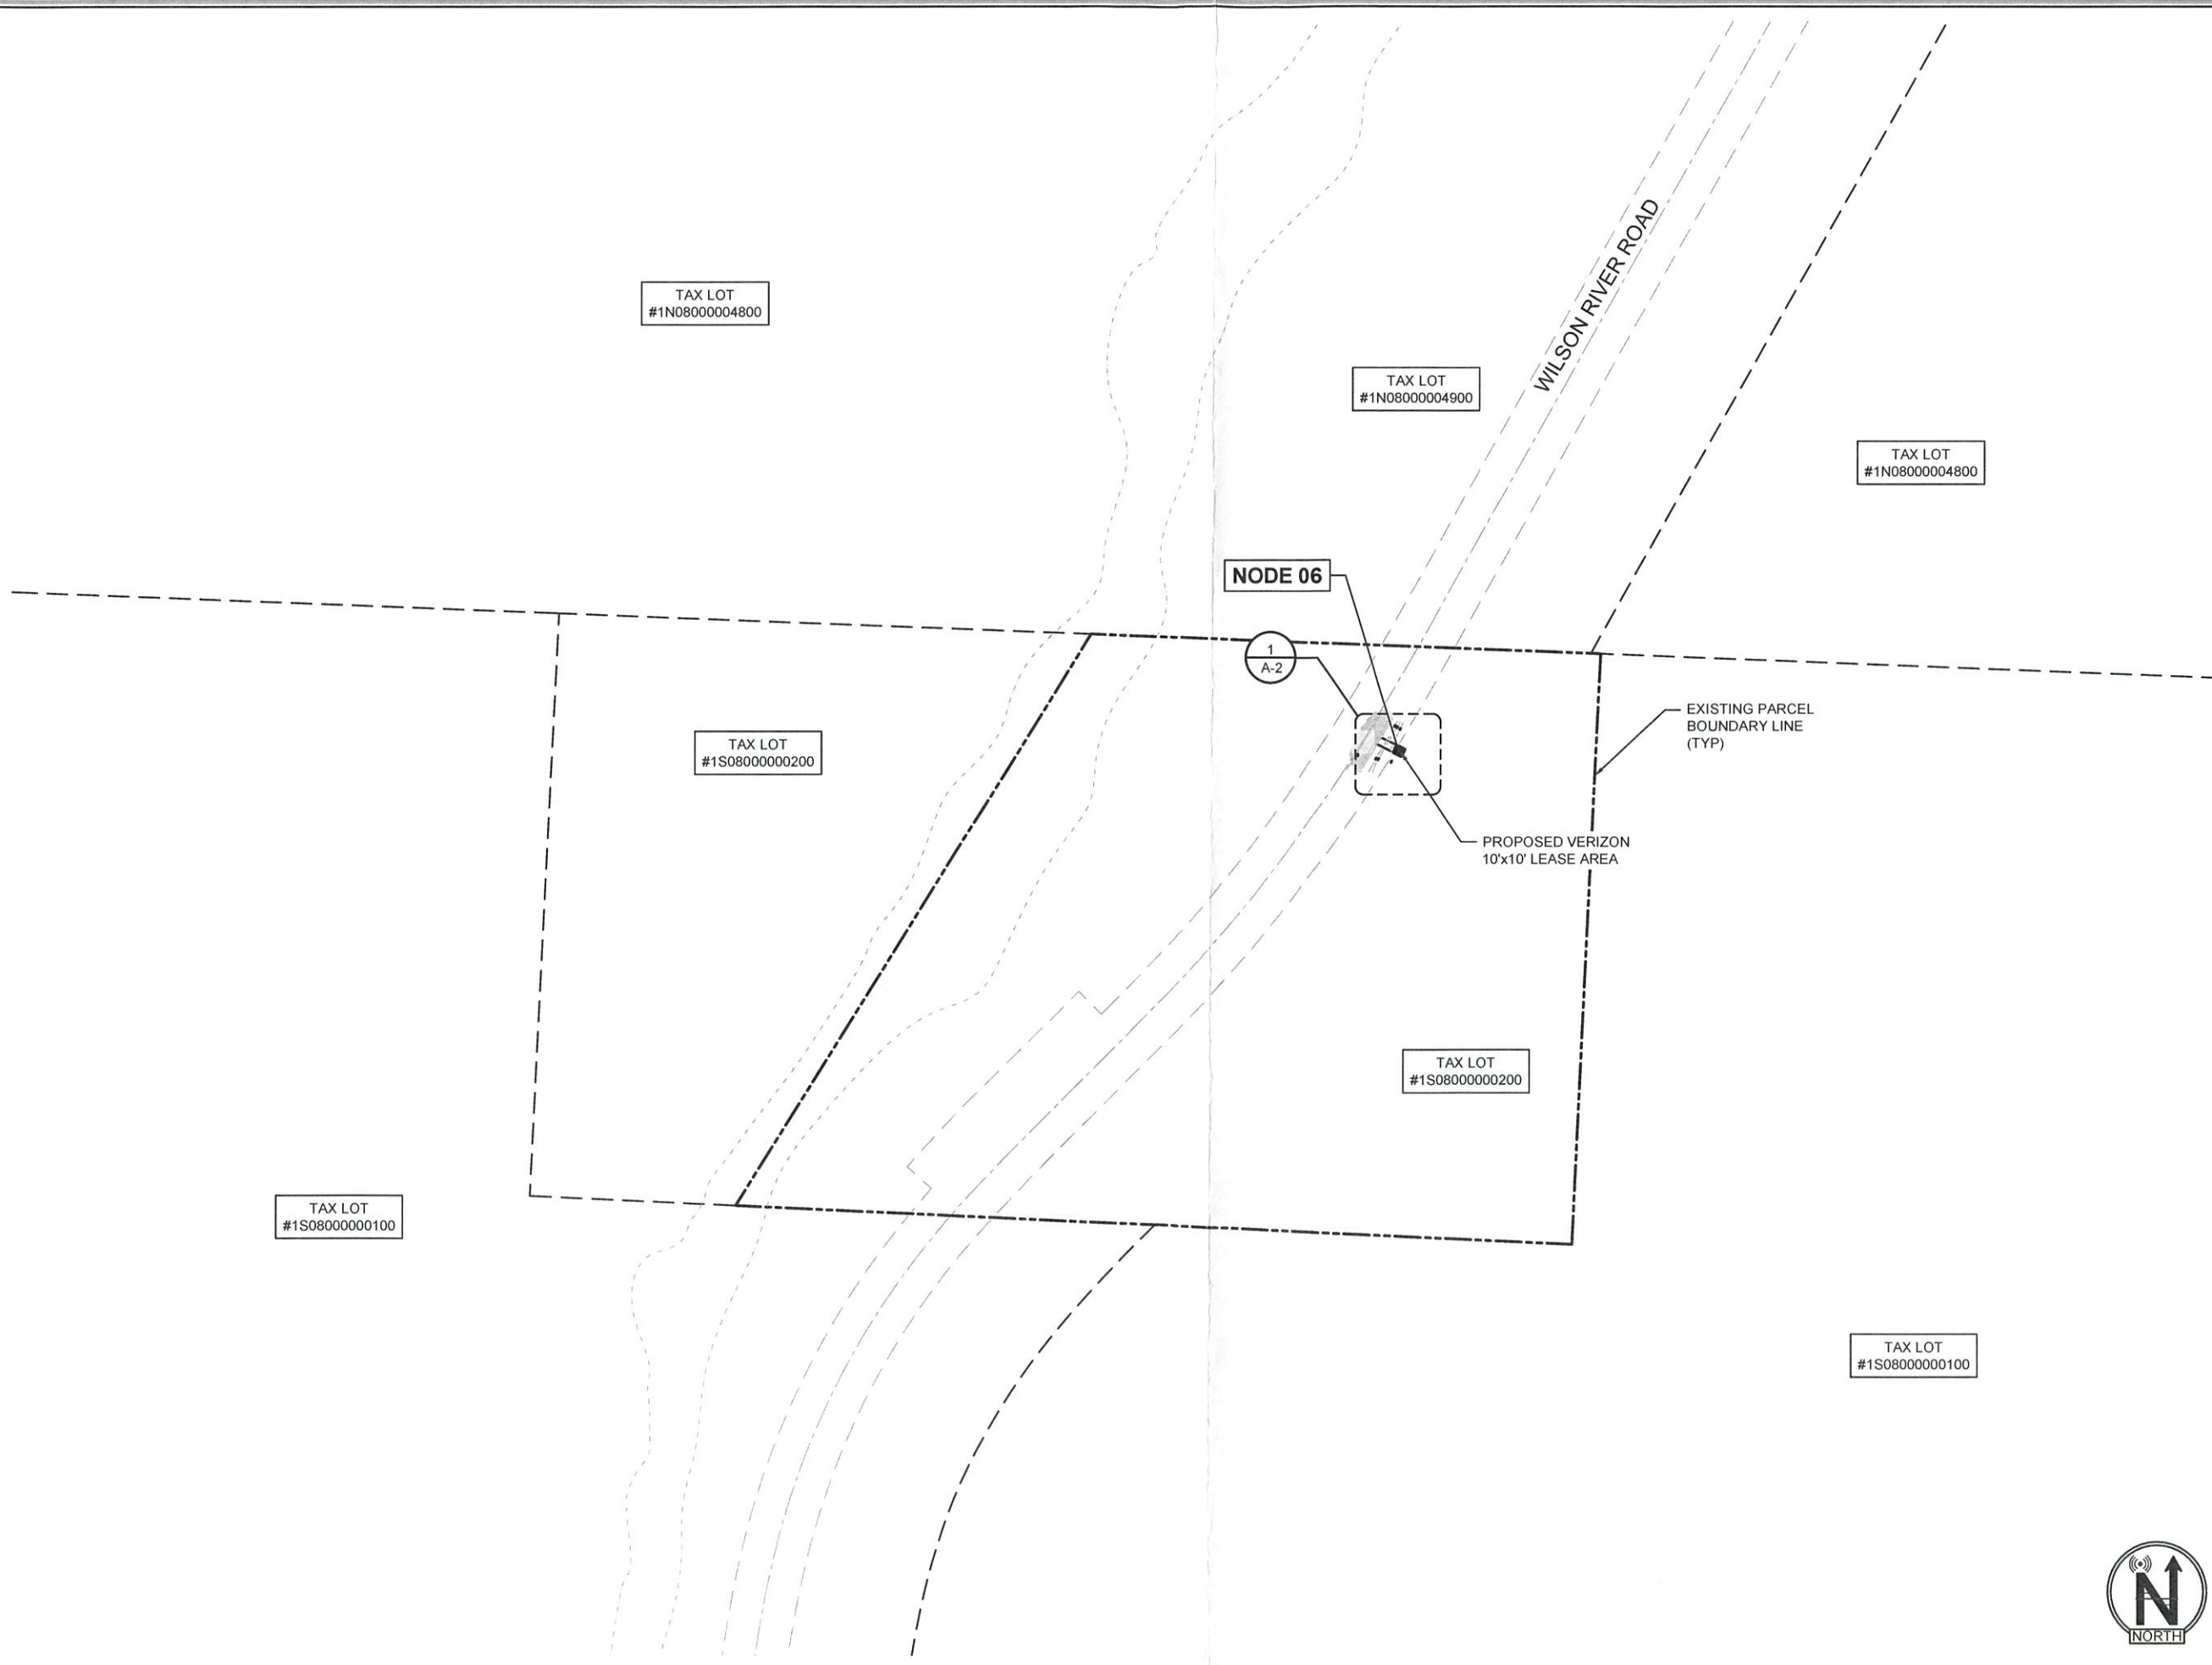 TAX LOT
#1N08000004800
WILSON RIVER ROAD
TAX LOT
#1N08000004900
TAX LOT
#1N08000004800
NODE 06
1
A-2
EXISTING PARCEL
BOUNDARY LINE
(TYP)
TAX LOT
#1S08000000200
PROPOSED VERIZON
10'x10' LEASE AREA
TAX LOT
#1S08000000200
TAX LOT
#1S08000000100
TAX LOT
#1S08000000100
N
NORTH